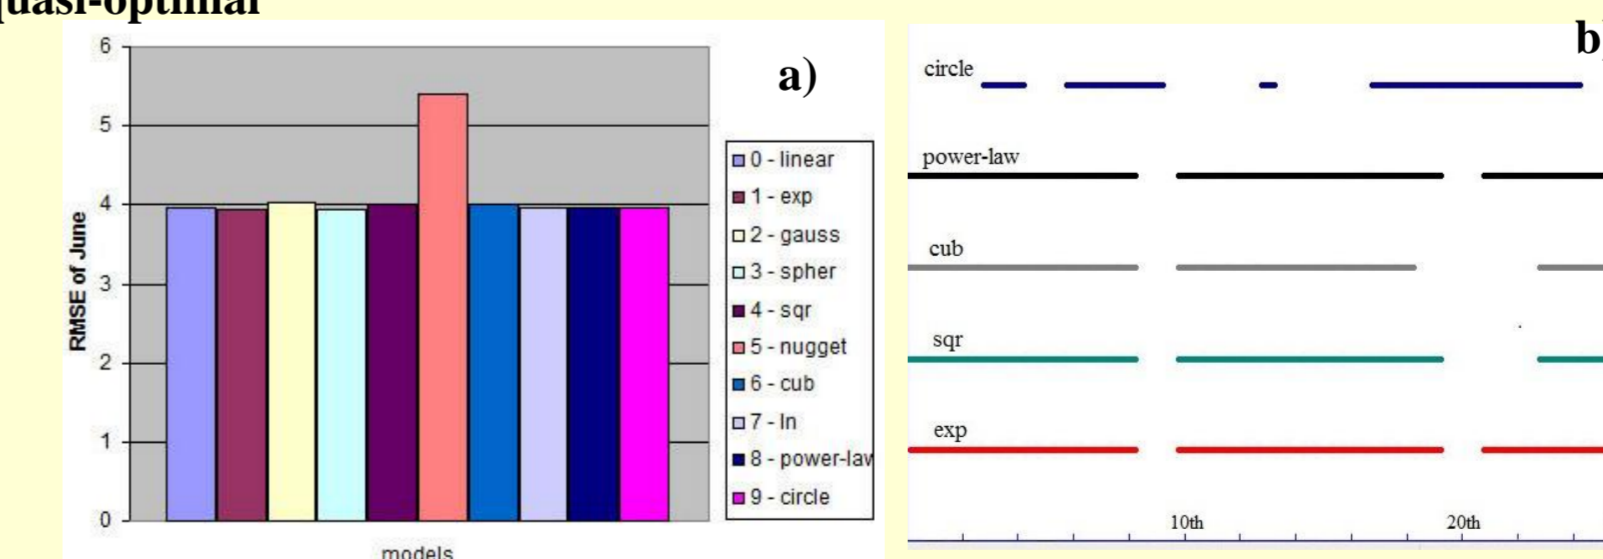 quasi-optimal
a)
6
5
4
3
2
1
0
RMSE of June
models
0 - linear
1 - exp
2 - gauss
3 - spher
4 - sqr
5 - nugget
6 - cub
7 - ln
8 - power-law
9 - circle
b)
circle
power-law
cub
sqr
exp
10th
20th